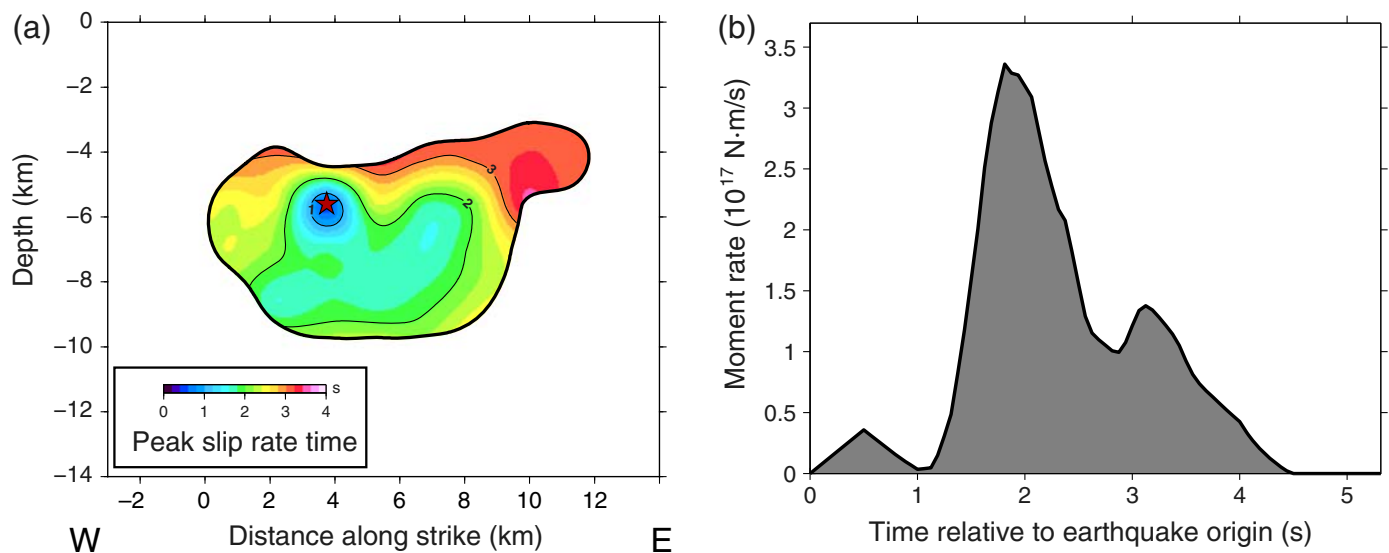 (a)
0
−2
−4
−6
−8
−10
−12
−14
Depth (km)
1
2
3
s
0 1 2 3 4
Peak slip rate time
−2 0 2 4 6 8 10 12
W Distance along strike (km) E
(b)
3.5
3
2.5
2
1.5
1
0.5
0
Moment rate (10¹⁷ N·m/s)
0 1 2 3 4 5
Time relative to earthquake origin (s)